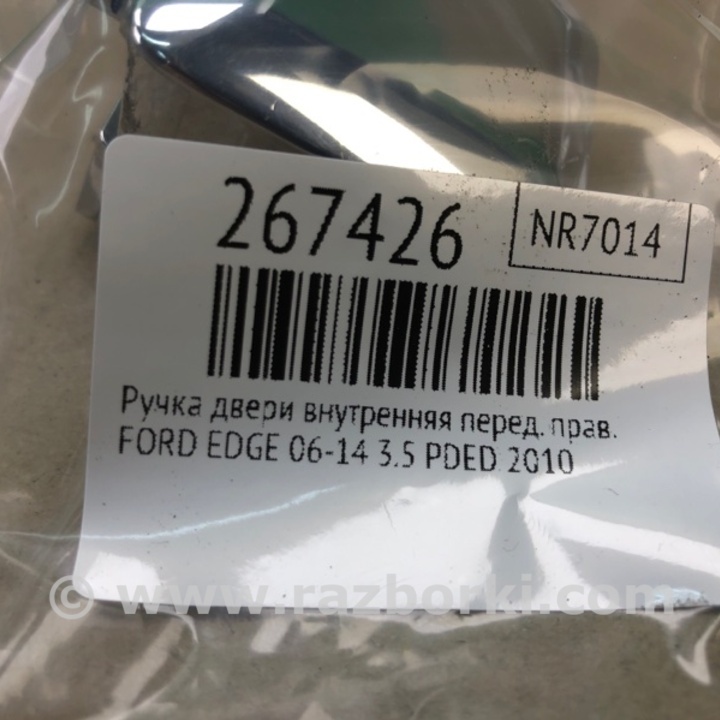 267426
NR7014
Ручка двери внутренняя перед. прав.
FORD EDGE 06-14 3.5 PDED 2010
© www.razborki.com